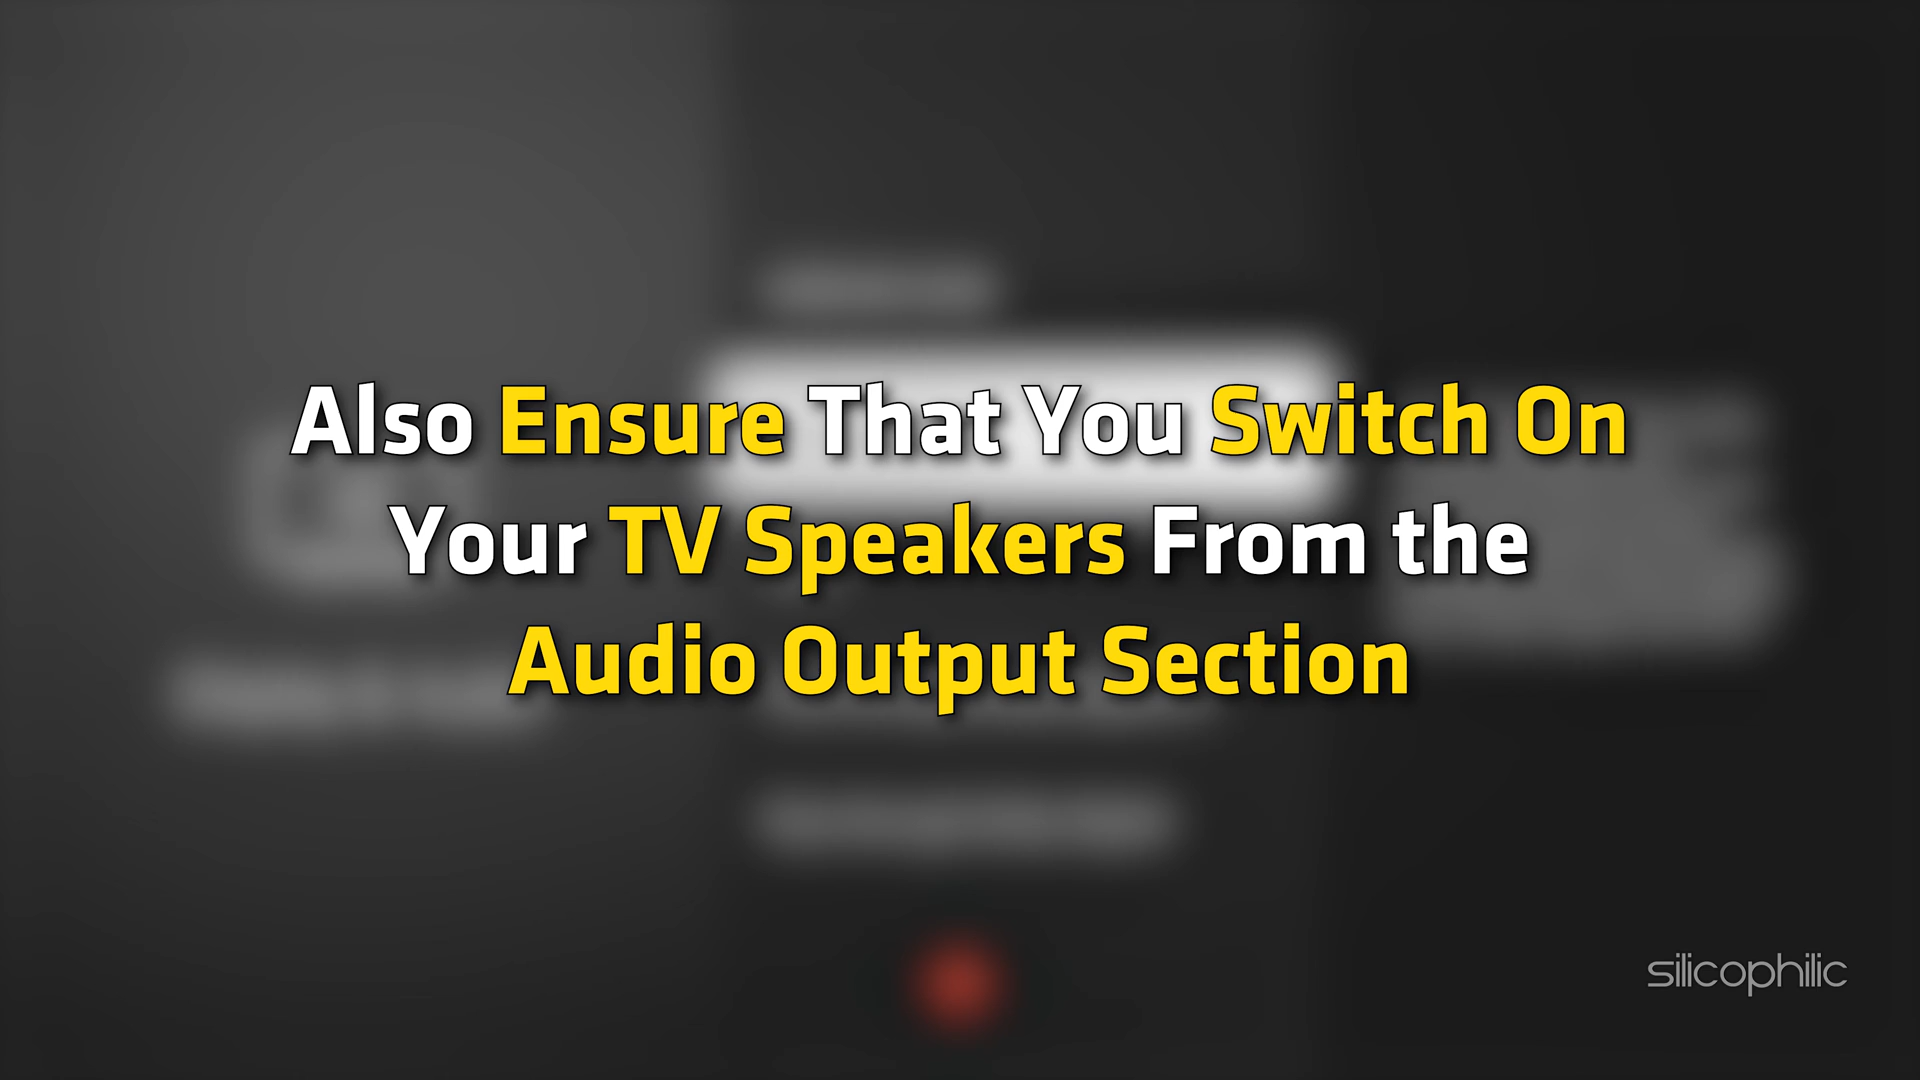 Also Ensure That You Switch On
Your TV Speakers From the
Audio Output Section
silicophilic